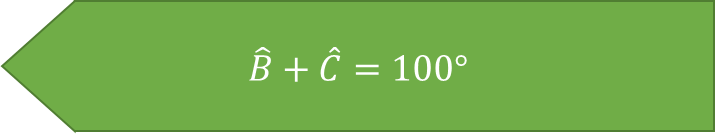 B̂ + Ĉ = 100°